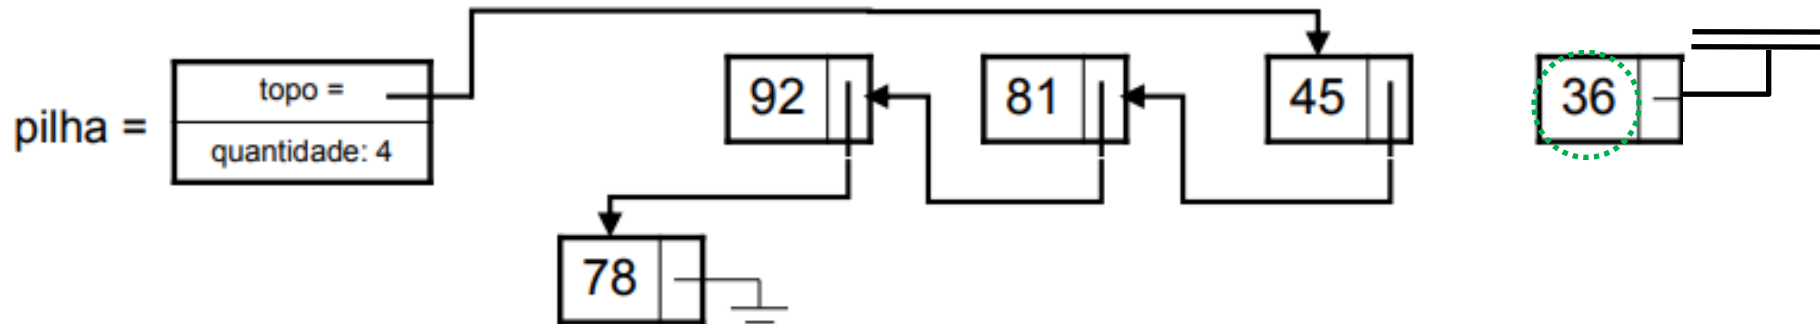 pilha =
topo =
quantidade: 4
92
81
45
36
78